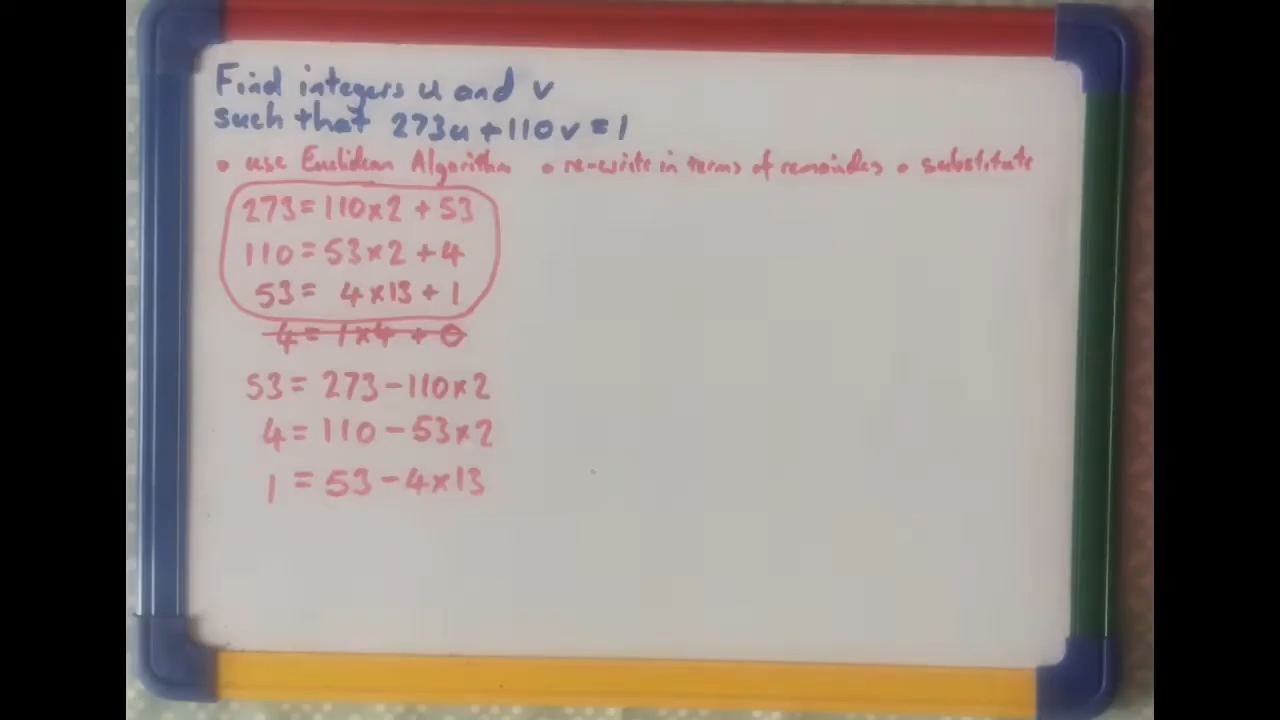 Find integers u and v
such that 273u + 110v = 1
• use Euclidean Algorithm • re-write in terms of remaindes • substitute
273 = 110 × 2 + 53
110 = 53 × 2 + 4
53 = 4 × 13 + 1
4 = 1 × 4 + 0
53 = 273 - 110 × 2
4 = 110 - 53 × 2
1 = 53 - 4 × 13